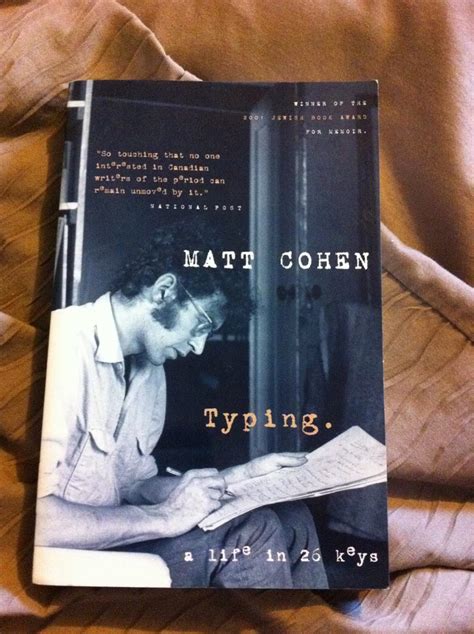 WINNER OF THE
2001 JEWISH BOOK AWARD
FOR MEMOIR.
"So touching that no one
interested in Canadian
writers of the period can
remain unmoved by it."
NATIONAL POST
MATT COHEN
Typing.
a life in 26 keys